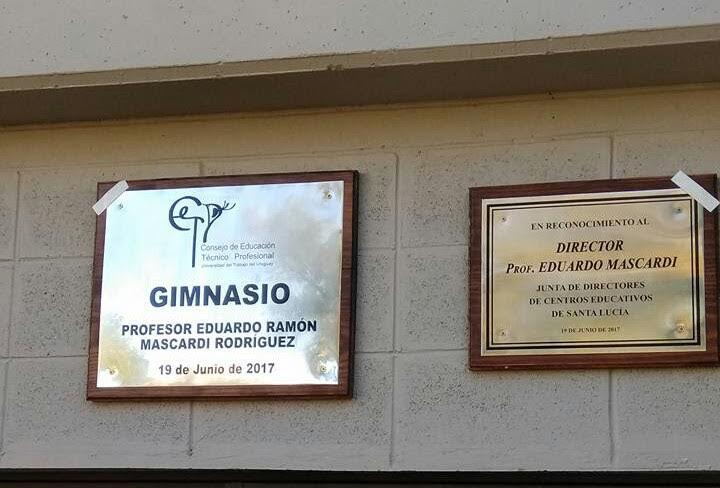 CETP
Consejo de Educación
Técnico Profesional
Universidad del Trabajo del Uruguay
GIMNASIO
PROFESOR EDUARDO RAMÓN
MASCARDI RODRÍGUEZ
19 de Junio de 2017
EN RECONOCIMIENTO AL
DIRECTOR
PROF. EDUARDO MASCARDI
JUNTA DE DIRECTORES
DE CENTROS EDUCATIVOS
DE SANTA LUCÍA
19 DE JUNIO DE 2017